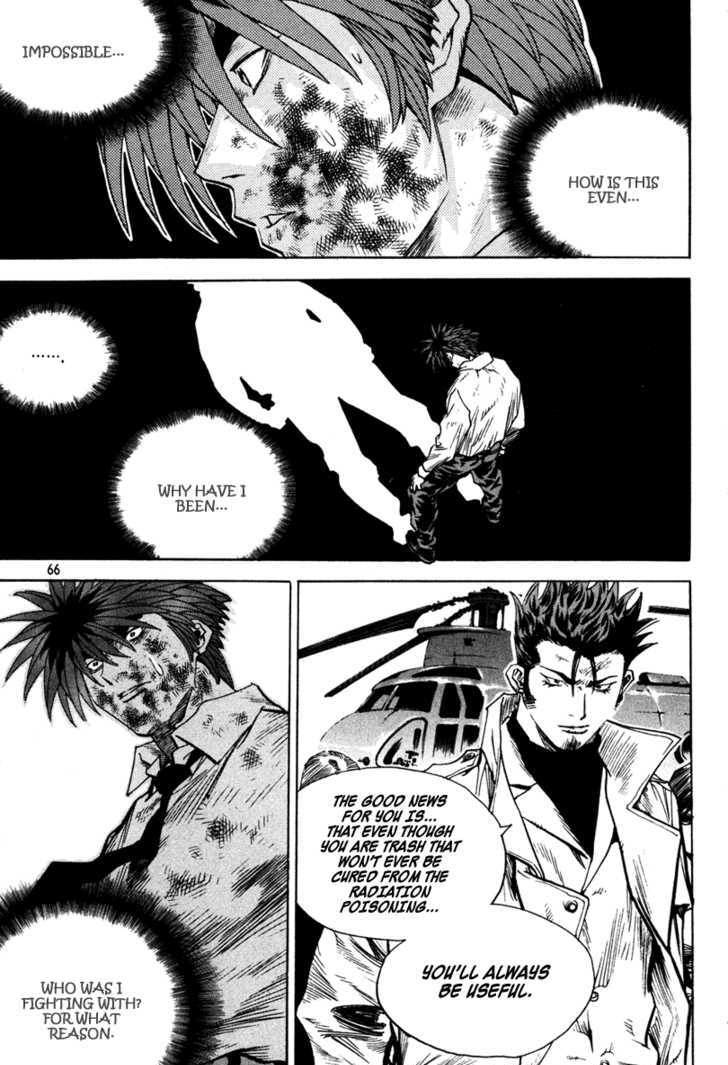 IMPOSSIBLE...
HOW IS THIS
EVEN...
.......
WHY HAVE I
BEEN...
66
THE GOOD NEWS
FOR YOU IS...
THAT EVEN THOUGH
YOU ARE TRASH THAT
WON'T EVER BE
CURED FROM THE
RADIATION
POISONING...
YOU'LL ALWAYS
BE USEFUL.
WHO WAS I
FIGHTING WITH?
FOR WHAT
REASON.